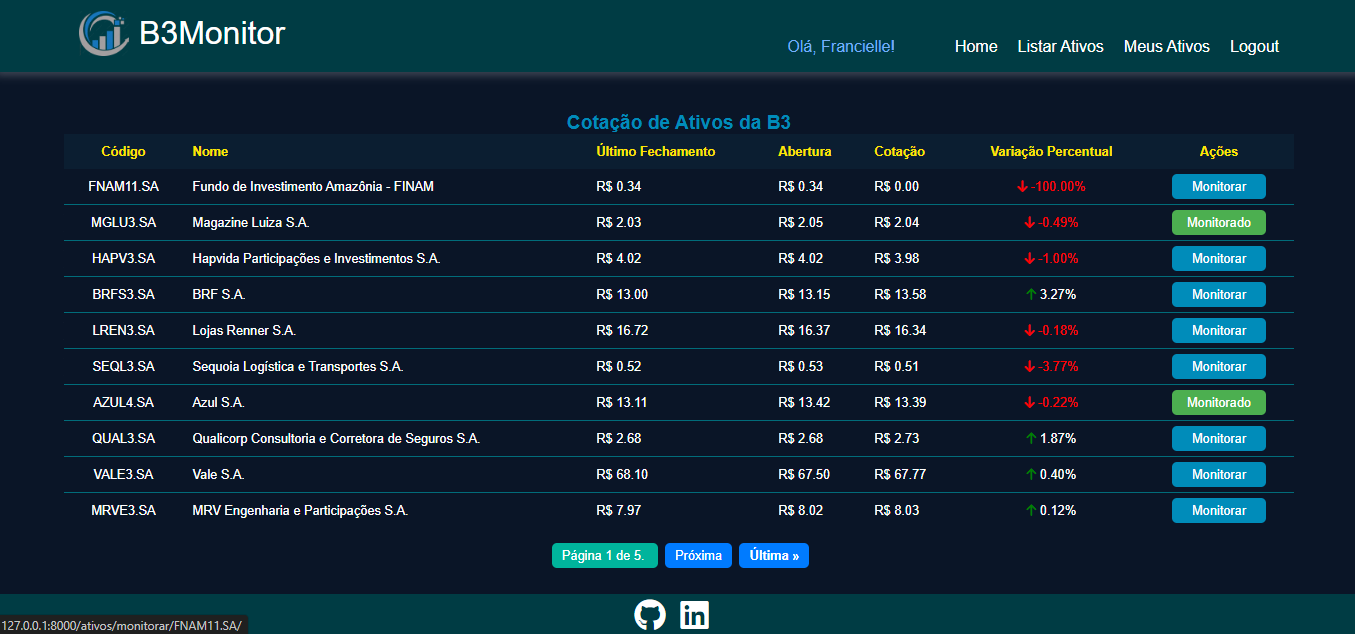 B3Monitor
Olá, Francielle! Home Listar Ativos Meus Ativos Logout
Cotação de Ativos da B3
Código Nome Último Fechamento Abertura Cotação Variação Percentual Ações
FNAM11.SA Fundo de Investimento Amazônia - FINAM R$ 0.34 R$ 0.34 R$ 0.00 -100.00% Monitorar
MGLU3.SA Magazine Luiza S.A. R$ 2.03 R$ 2.05 R$ 2.04 -0.49% Monitorado
HAPV3.SA Hapvida Participações e Investimentos S.A. R$ 4.02 R$ 4.02 R$ 3.98 -1.00% Monitorar
BRFS3.SA BRF S.A. R$ 13.00 R$ 13.15 R$ 13.58 3.27% Monitorar
LREN3.SA Lojas Renner S.A. R$ 16.72 R$ 16.37 R$ 16.34 -0.18% Monitorar
SEQL3.SA Sequoia Logística e Transportes S.A. R$ 0.52 R$ 0.53 R$ 0.51 -3.77% Monitorar
AZUL4.SA Azul S.A. R$ 13.11 R$ 13.42 R$ 13.39 -0.22% Monitorado
QUAL3.SA Qualicorp Consultoria e Corretora de Seguros S.A. R$ 2.68 R$ 2.68 R$ 2.73 1.87% Monitorar
VALE3.SA Vale S.A. R$ 68.10 R$ 67.50 R$ 67.77 0.40% Monitorar
MRVE3.SA MRV Engenharia e Participações S.A. R$ 7.97 R$ 8.02 R$ 8.03 0.12% Monitorar
Página 1 de 5. Próxima Última »
in
127.0.0.1:8000/ativos/monitorar/FNAM11.SA/